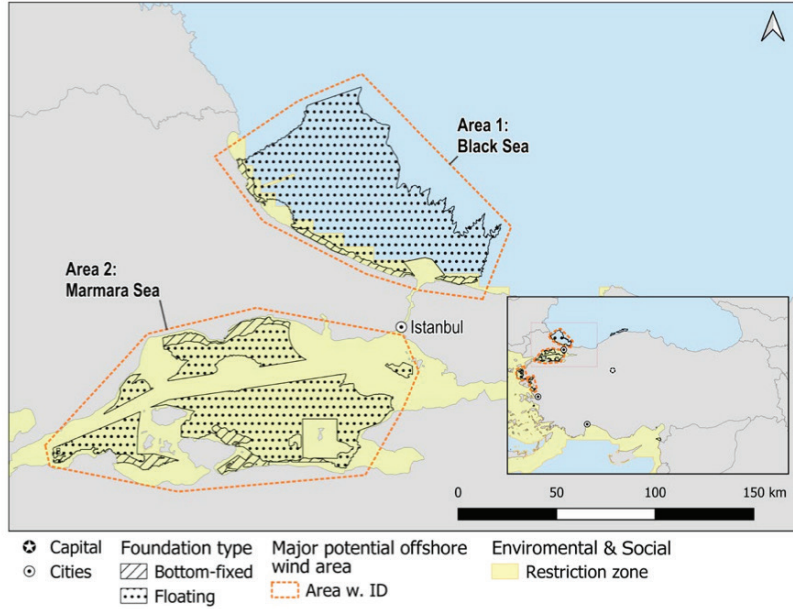 Area 1:
Black Sea
Area 2:
Marmara Sea
Istanbul
0 50 100 150 km
Capital
Cities
Foundation type
Bottom-fixed
Floating
Major potential offshore
wind area
Area w. ID
Enviromental & Social
Restriction zone